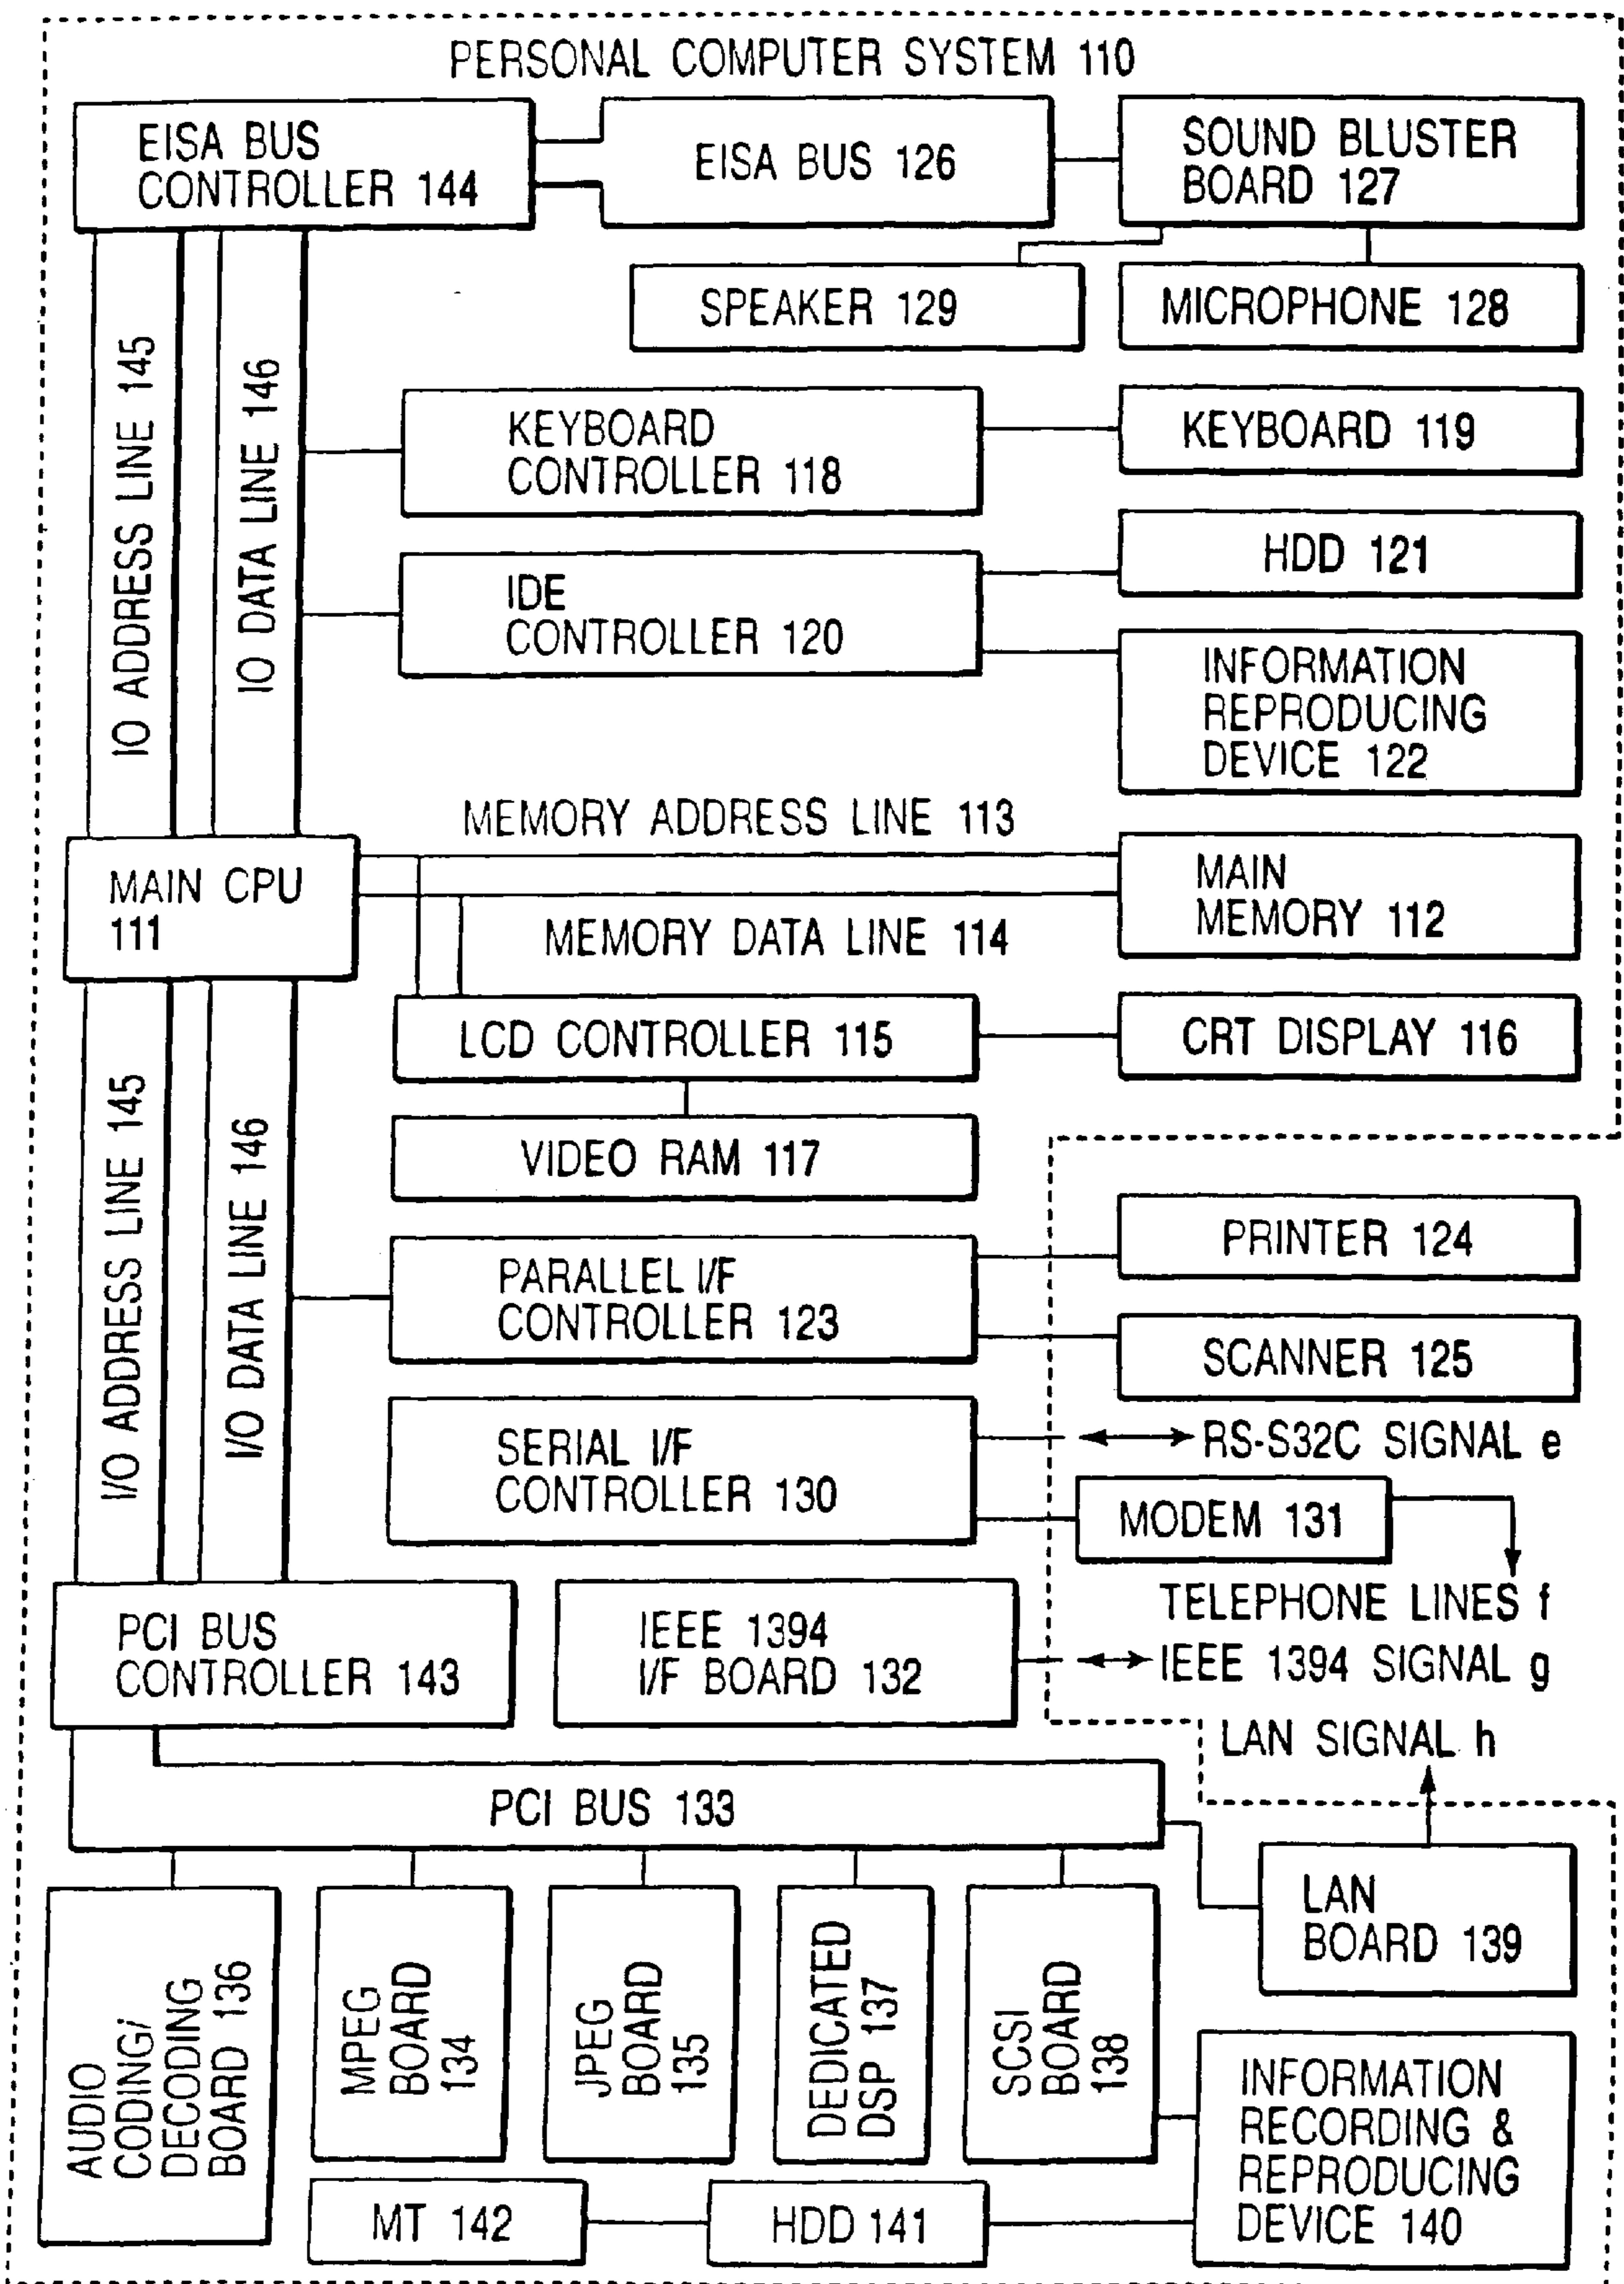 PERSONAL COMPUTER SYSTEM 110
EISA BUS
CONTROLLER 144
EISA BUS 126
SOUND BLUSTER
BOARD 127
SPEAKER 129
MICROPHONE 128
IO ADDRESS LINE 145
IO DATA LINE 146
KEYBOARD
CONTROLLER 118
KEYBOARD 119
IDE
CONTROLLER 120
HDD 121
INFORMATION
REPRODUCING
DEVICE 122
MEMORY ADDRESS LINE 113
MAIN CPU
111
MAIN
MEMORY 112
MEMORY DATA LINE 114
LCD CONTROLLER 115
CRT DISPLAY 116
VIDEO RAM 117
I/O ADDRESS LINE 145
I/O DATA LINE 146
PARALLEL I/F
CONTROLLER 123
PRINTER 124
SCANNER 125
SERIAL I/F
CONTROLLER 130
RS-S32C SIGNAL e
MODEM 131
TELEPHONE LINES f
PCI BUS
CONTROLLER 143
IEEE 1394
I/F BOARD 132
IEEE 1394 SIGNAL g
LAN SIGNAL h
PCI BUS 133
LAN
BOARD 139
AUDIO
CODING/
DECODING
BOARD 136
MPEG
BOARD
134
JPEG
BOARD
135
DEDICATED
DSP 137
SCSI
BOARD
138
INFORMATION
RECORDING &
REPRODUCING
DEVICE 140
MT 142
HDD 141